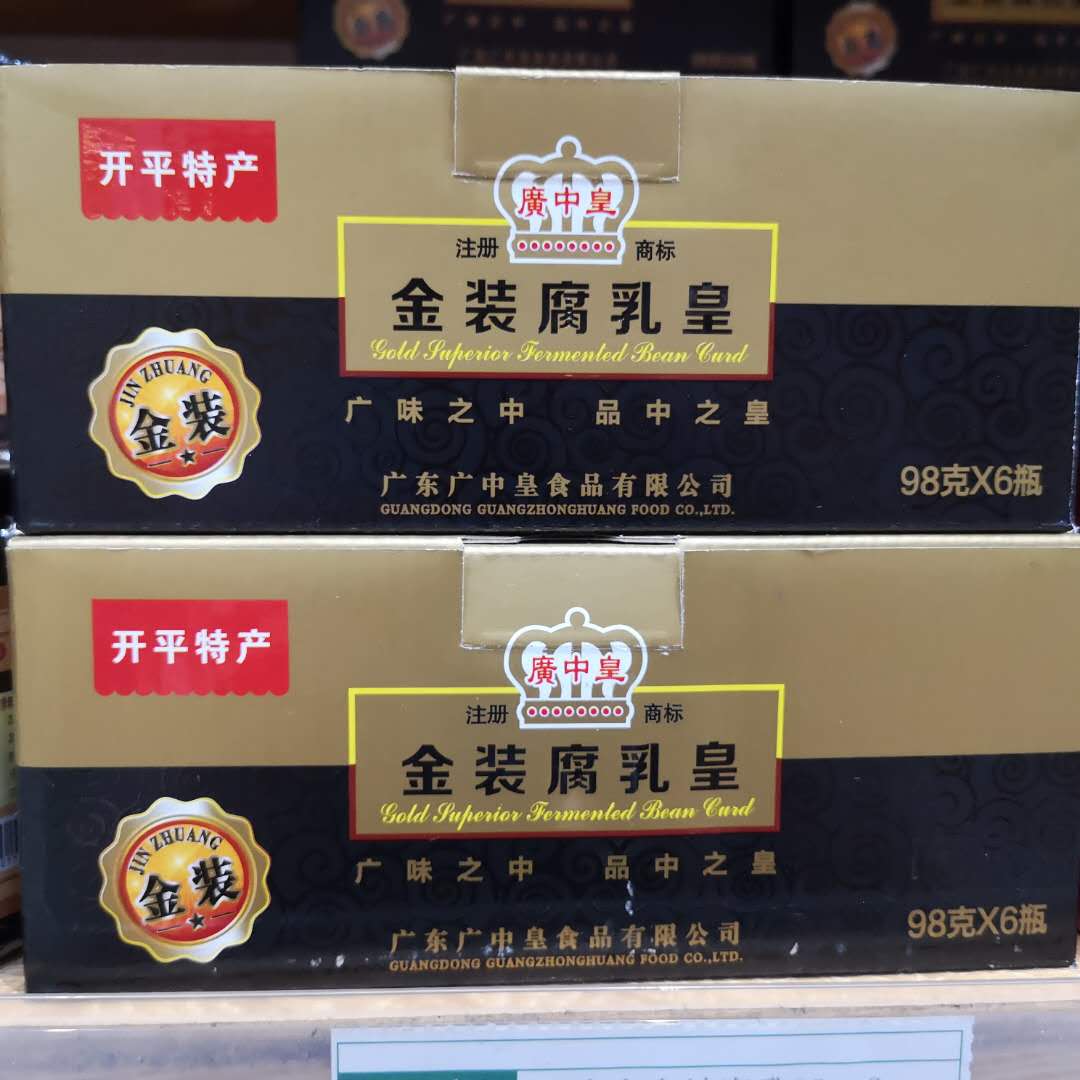 开平特产
廣中皇
注册 商标
金装腐乳皇
Gold Superior Fermented Bean Curd
JIN ZHUANG
金装
广味之中 品中之皇
广东广中皇食品有限公司
GUANGDONG GUANGZHONGHUANG FOOD CO.,LTD.
98克X6瓶
开平特产
廣中皇
注册 商标
金装腐乳皇
Gold Superior Fermented Bean Curd
JIN ZHUANG
金装
广味之中 品中之皇
广东广中皇食品有限公司
GUANGDONG GUANGZHONGHUANG FOOD CO.,LTD.
98克X6瓶